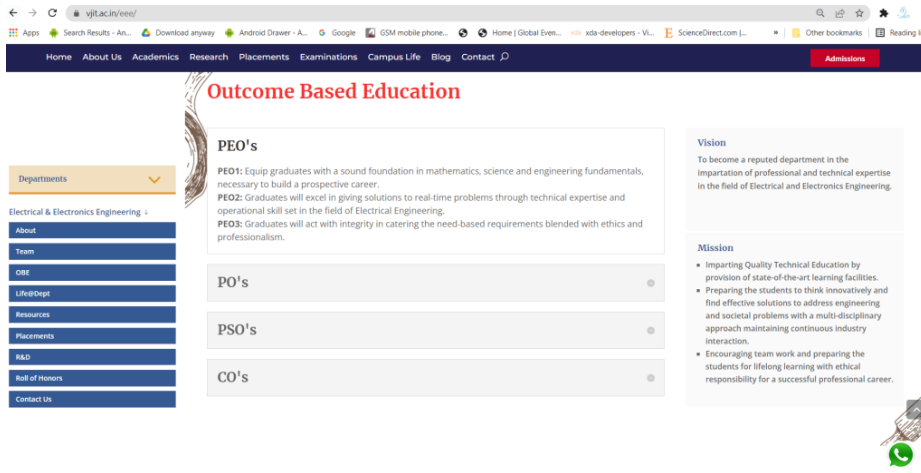 vjit.ac.in/eee/
Apps Search Results - An... Download anyway Android Drawer - A... Google GSM mobile phone... Home | Global Even... xda-developers - Vi... ScienceDirect.com |... » Other bookmarks Reading li
Home About Us Academics Research Placements Examinations Campus Life Blog Contact
Admissions
Outcome Based Education
Departments
Electrical & Electronics Engineering ↓
About
Team
OBE
Life@Dept
Resources
Placements
R&D
Roll of Honors
Contact Us
PEO's
PEO1: Equip graduates with a sound foundation in mathematics, science and engineering fundamentals,
necessary to build a prospective career.
PEO2: Graduates will excel in giving solutions to real-time problems through technical expertise and
operational skill set in the field of Electrical Engineering.
PEO3: Graduates will act with integrity in catering the need-based requirements blended with ethics and
professionalism.
PO's
PSO's
CO's
Vision
To become a reputed department in the
impartation of professional and technical expertise
in the field of Electrical and Electronics Engineering.
Mission
Imparting Quality Technical Education by
provision of state-of-the-art learning facilities.
Preparing the students to think innovatively and
find effective solutions to address engineering
and societal problems with a multi-disciplinary
approach maintaining continuous industry
interaction.
Encouraging team work and preparing the
students for lifelong learning with ethical
responsibility for a successful professional career.